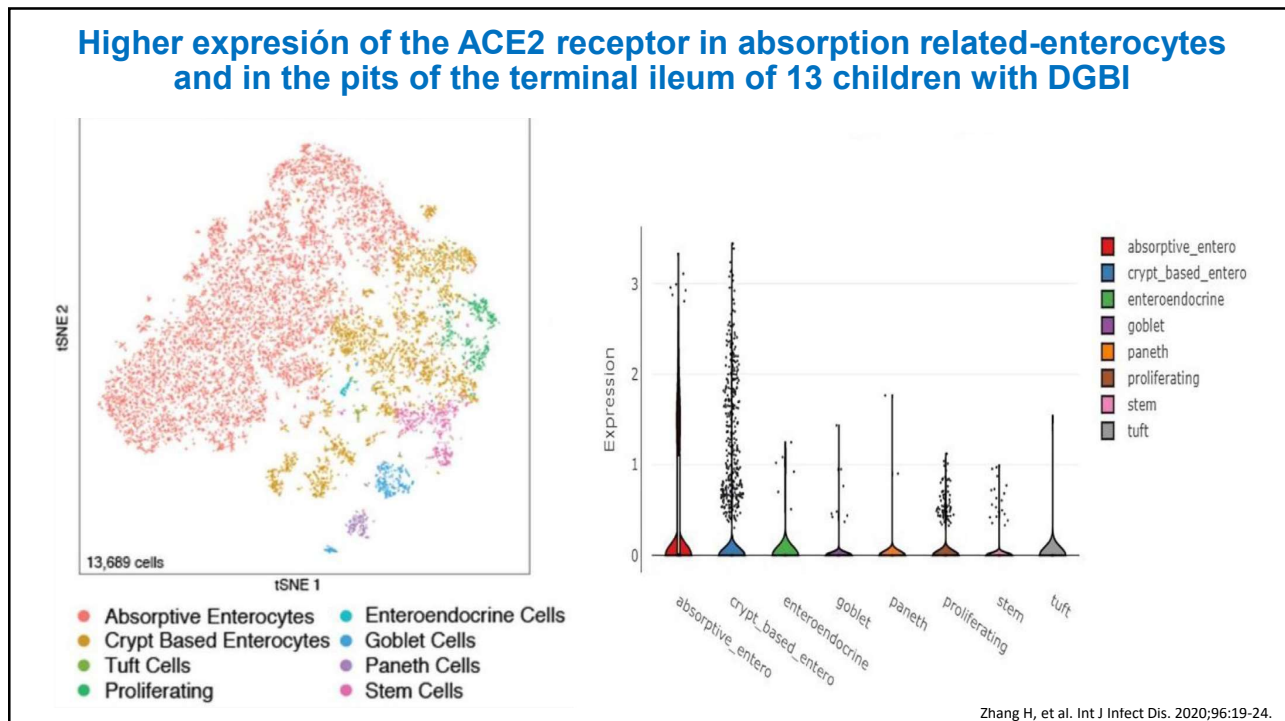 Higher expresión of the ACE2 receptor in absorption related-enterocytes
and in the pits of the terminal ileum of 13 children with DGBI
tSNE 2
13,689 cells
tSNE 1
Absorptive Enterocytes
Crypt Based Enterocytes
Tuft Cells
Proliferating
Enteroendocrine Cells
Goblet Cells
Paneth Cells
Stem Cells
Expression
3
2
1
0
absorptive_entero
crypt_based_entero
enteroendocrine
goblet
paneth
proliferating
stem
tuft
absorptive_entero
crypt_based_entero
enteroendocrine
goblet
paneth
proliferating
stem
tuft
Zhang H, et al. Int J Infect Dis. 2020;96:19-24.